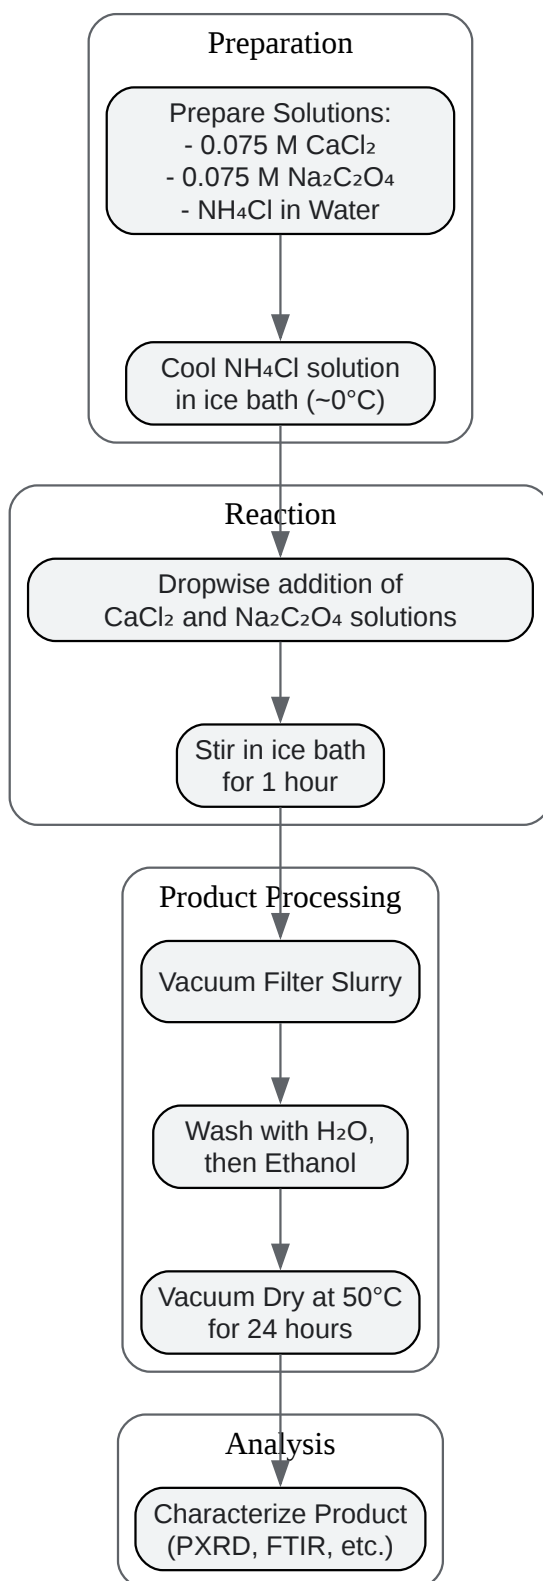 Preparation
Prepare Solutions:
- 0.075 M CaCl₂
- 0.075 M Na₂C₂O₄
- NH₄Cl in Water
Cool NH₄Cl solution
in ice bath (~0°C)
Reaction
Dropwise addition of
CaCl₂ and Na₂C₂O₄ solutions
Stir in ice bath
for 1 hour
Product Processing
Vacuum Filter Slurry
Wash with H₂O,
then Ethanol
Vacuum Dry at 50°C
for 24 hours
Analysis
Characterize Product
(PXRD, FTIR, etc.)